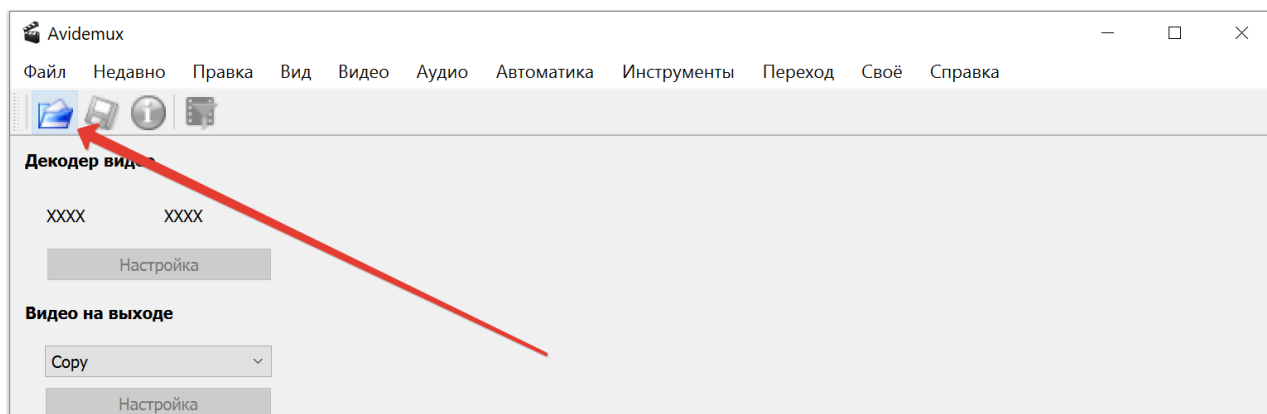 Avidemux
Файл Недавно Правка Вид Видео Аудио Автоматика Инструменты Переход Своё Справка
Декодер видео
XXXX XXXX
Настройка
Видео на выходе
Copy
Настройка